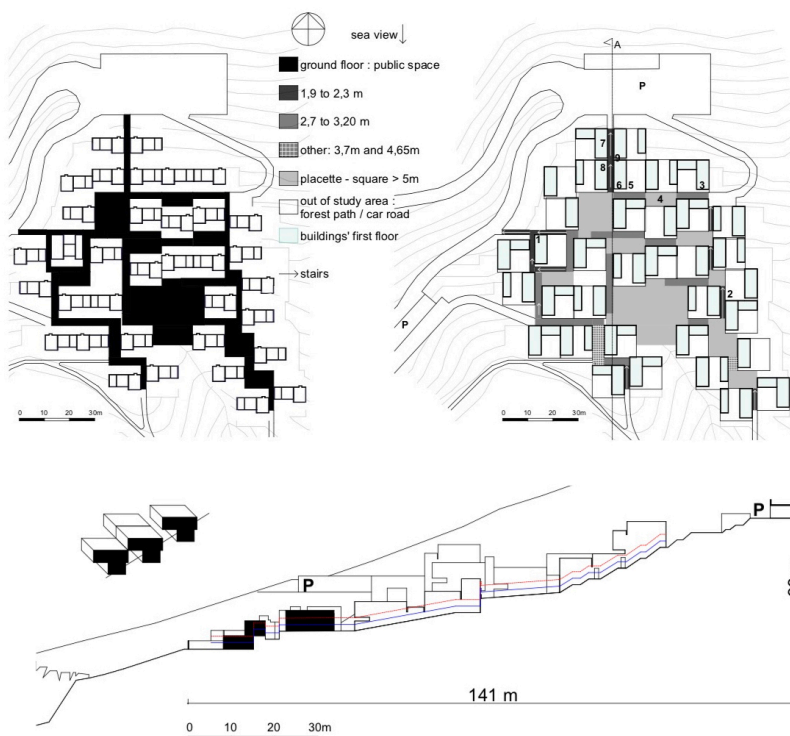 sea view
ground floor : public space
1,9 to 2,3 m
2,7 to 3,20 m
other: 3,7m and 4,65m
placette - square > 5m
out of study area :
forest path / car road
buildings' first floor
stairs
0 10 20 30m
A
P
7
9
8
6
5
3
4
1
2
P
0 10 20 30m
P
P
141 m
0 10 20 30m